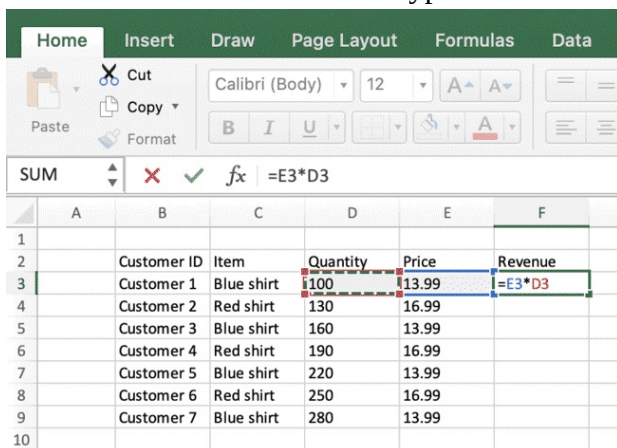 Home Insert Draw Page Layout Formulas Data
Cut
Calibri (Body) 12 A A
Copy
Paste
B I U A
Format
SUM fx =E3*D3
A B C D E F
1
2 Customer ID Item Quantity Price Revenue
3 Customer 1 Blue shirt 100 13.99 =E3*D3
4 Customer 2 Red shirt 130 16.99
5 Customer 3 Blue shirt 160 13.99
6 Customer 4 Red shirt 190 16.99
7 Customer 5 Blue shirt 220 13.99
8 Customer 6 Red shirt 250 16.99
9 Customer 7 Blue shirt 280 13.99
10